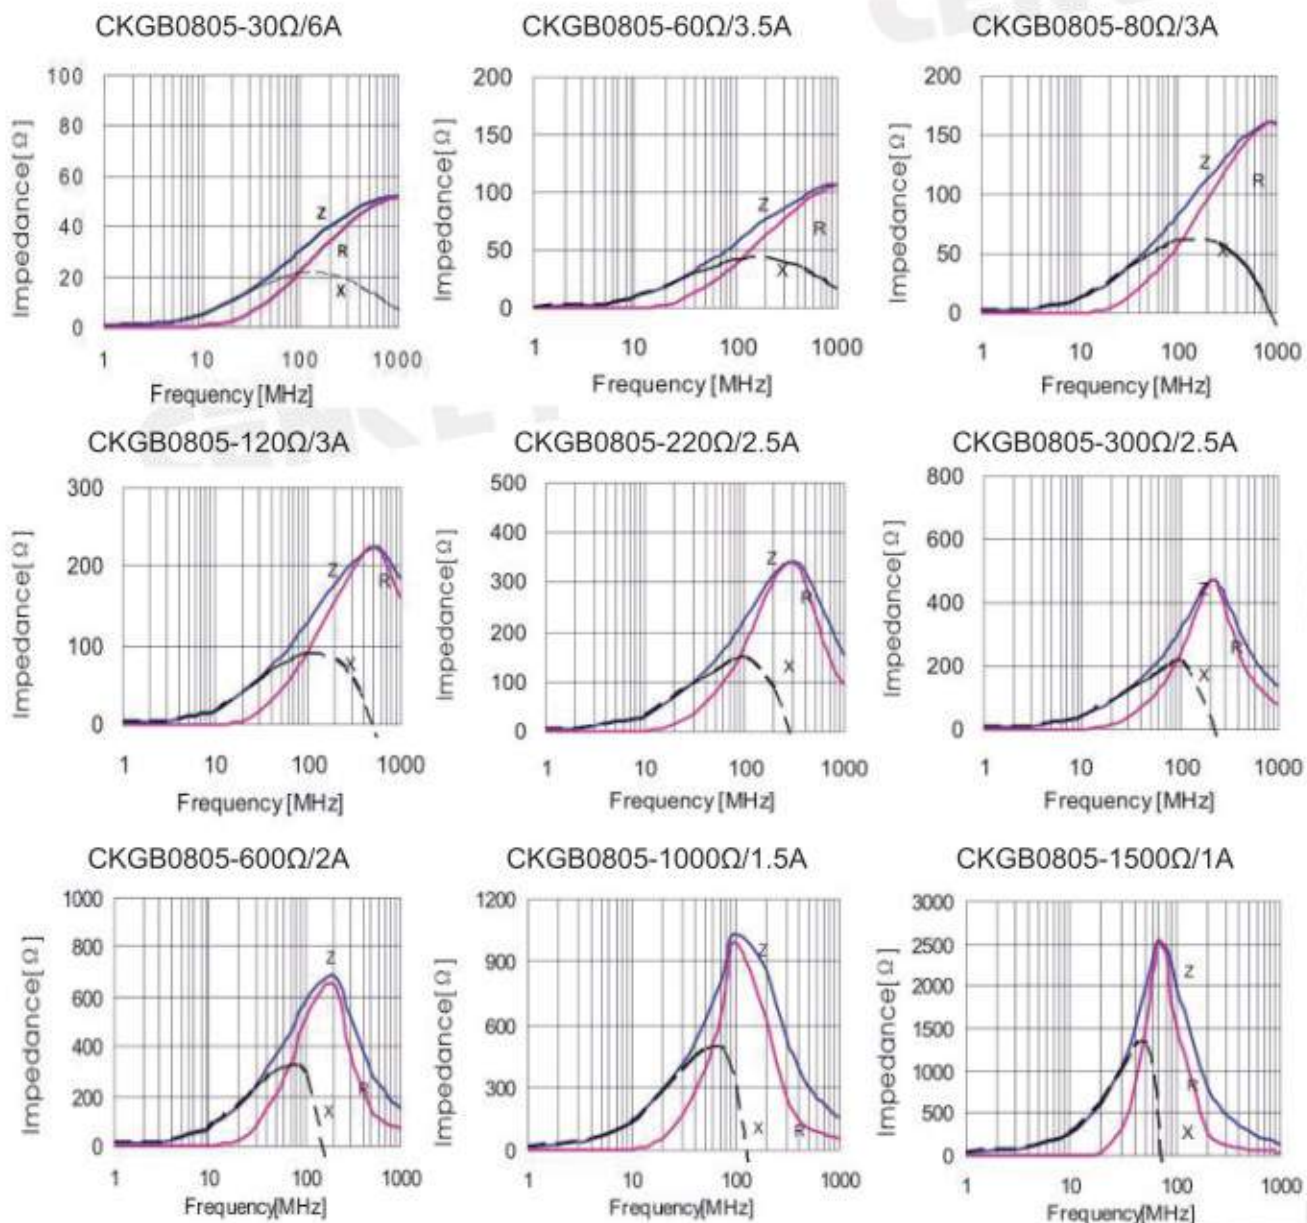 CKGB0805-30Ω/6A
CKGB0805-60Ω/3.5A
CKGB0805-80Ω/3A
Impedance[Ω]
100
80
60
40
20
0
Z
R
X
1 10 100 1000
Frequency[MHz]
Impedance[Ω]
200
150
100
50
0
Z
R
X
1 10 100 1000
Frequency[MHz]
Impedance[Ω]
200
150
100
50
0
Z
R
X
1 10 100 1000
Frequency[MHz]
CKGB0805-120Ω/3A
CKGB0805-220Ω/2.5A
CKGB0805-300Ω/2.5A
Impedance[Ω]
300
200
100
0
Z
R
X
1 10 100 1000
Frequency[MHz]
Impedance[Ω]
500
400
300
200
100
0
Z
R
X
1 10 100 1000
Frequency[MHz]
Impedance[Ω]
800
600
400
200
0
Z
R
X
1 10 100 1000
Frequency[MHz]
CKGB0805-600Ω/2A
CKGB0805-1000Ω/1.5A
CKGB0805-1500Ω/1A
Impedance[Ω]
1000
800
600
400
200
0
Z
R
X
1 10 100 1000
Frequency[MHz]
Impedance[Ω]
1200
900
600
300
0
Z
X
R
1 10 100 1000
Frequency[MHz]
Impedance[Ω]
3000
2500
2000
1500
1000
500
0
Z
R
X
1 10 100 1000
Frequency[MHz]